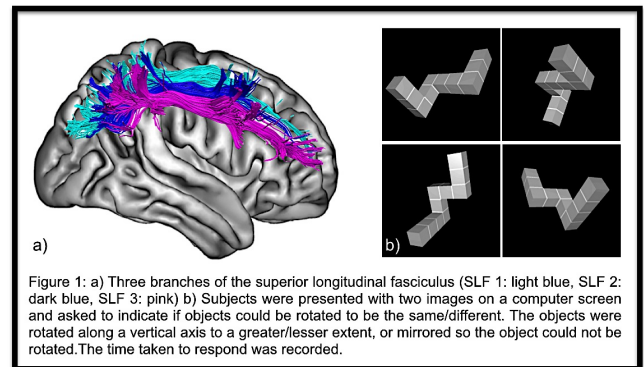 a)
b)
Figure 1: a) Three branches of the superior longitudinal fasciculus (SLF 1: light blue, SLF 2:
dark blue, SLF 3: pink) b) Subjects were presented with two images on a computer screen
and asked to indicate if objects could be rotated to be the same/different. The objects were
rotated along a vertical axis to a greater/lesser extent, or mirrored so the object could not be
rotated.The time taken to respond was recorded.